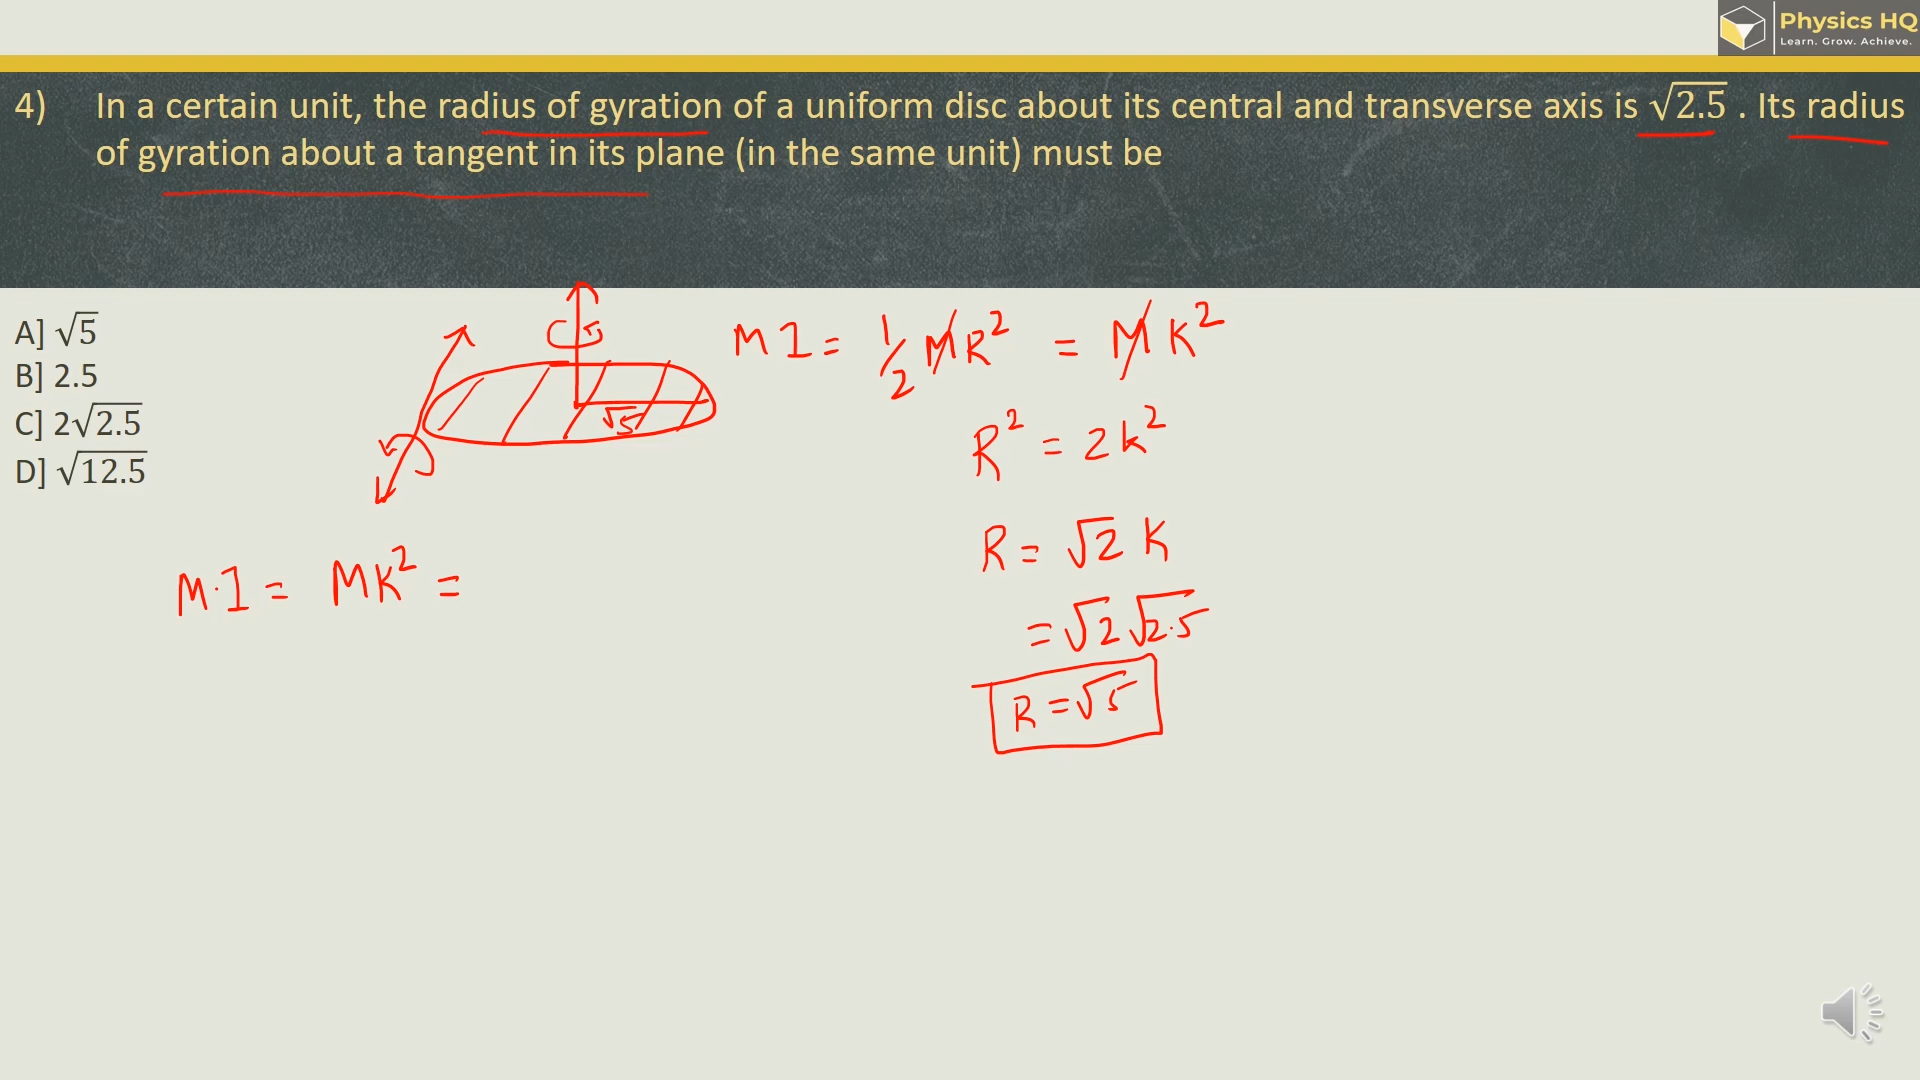 Physics HQ
Learn. Grow. Achieve.
4) In a certain unit, the radius of gyration of a uniform disc about its central and transverse axis is √2.5 . Its radius
of gyration about a tangent in its plane (in the same unit) must be
A] √5
B] 2.5
C] 2√2.5
D] √12.5
√5
MI = 1/2 MR² = MK²
R² = 2k²
R = √2 K
= √2 √2.5
R = √5
M·I = MK² =